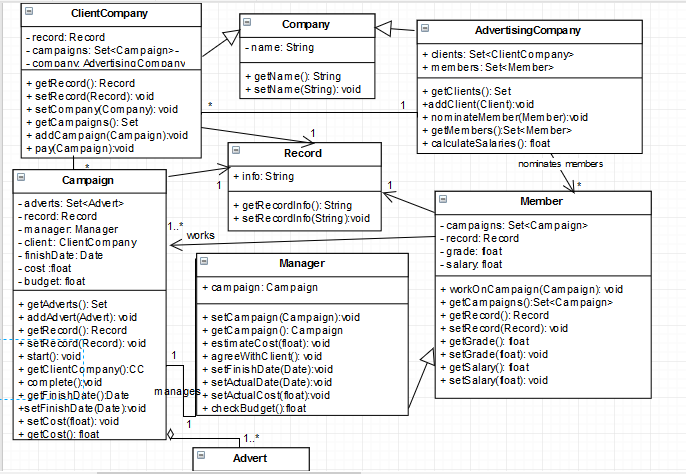 ClientCompany
- record: Record
- campaigns: Set<Campaign>
- company: AdvertisingCompany
+ getRecord(): Record
+ setRecord(Record): void
+ setCompany(Company): void
+ getCampaigns(): Set
+ addCampaign(Campaign):void
+ pay(Campaign):void
Company
- name: String
+ getName(): String
+ setName(String): void
AdvertisingCompany
+ clients: Set<ClientCompany>
+ members: Set<Member>
+ getClients(): Set
+addClient(Client):void
+ nominateMember(Member):void
+ getMembers():Set<Member>
+ calculateSalaries(): float
*
1
1
nominates members
*
*
Record
+ info: String
+ getRecordInfo(): String
+ setRecordInfo(String):void
1
1
Campaign
- adverts: Set<Advert>
- record: Record
- manager: Manager
- client: ClientCompany
- finishDate: Date
- cost :float
- budget: float
+ getAdverts(): Set
+ addAdvert(Advert): void
+ getRecord(): Record
+ setRecord(Record): void
+ start(): void
+ getClientCompany():CC
+ complete():void
+ getFinishDate():Date
+setFinishDate(Date):void
+ setCost(float): void
+ getCost(): float
1..*
works
Manager
+ campaign: Campaign
+ setCampaign(Campaign):void
+ getCampaign(): Campaign
+ estimateCost(float): void
+ agreeWithClient(): void
+ setFinishDate(Date):void
+ setActualDate(Date): void
+ setActualCost(float): void
+ checkBudget():float
Member
- campaigns: Set<Campaign>
- record: Record
- grade: float
- salary: float
+ workOnCampaign(Campaign): void
+ getCampaigns():Set<Campaign>
+ getRecord(): Record
+ setRecord(Record): void
+ getGrade(): float
+ setGrade(float): void
+ getSalary(): float
+ setSalary(float): void
1
manages
1
1..*
Advert